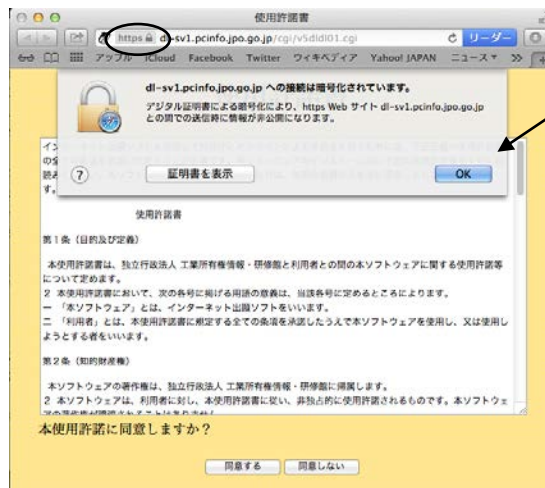 使用許諾書
https dl-sv1.pcinfo.jpo.go.jp/cgi/v5dldl01.cgi
リーダー
アップル iCloud Facebook Twitter ウィキペディア Yahoo! JAPAN ニュース
dl-sv1.pcinfo.jpo.go.jp への接続は暗号化されています。
デジタル証明書による暗号化により、https Web サイト dl-sv1.pcinfo.jpo.go.jp
との間での送信時に情報が非公開になります。
? 証明書を表示 OK
す。
使用許諾書
第1条（目的及び定義）
本使用許諾書は、独立行政法人 工業所有権情報・研修館と利用者との間の本ソフトウェアに関する使用許諾等
について定めます。
2 本使用許諾書において、次の各号に掲げる用語の意義は、当該各号に定めるところによります。
一 「本ソフトウェア」とは、インターネット出願ソフトをいいます。
二 「利用者」とは、本使用許諾書に規定する全ての条項を承諾したうえで本ソフトウェアを使用し、又は使用し
ようとする者をいいます。
第2条（知的財産権）
本ソフトウェアの著作権は、独立行政法人 工業所有権情報・研修館に帰属します。
2 本ソフトウェアは、利用者に対し、本使用許諾書に従い、非独占的に使用許諾されるものです。本ソフトウェ
本使用許諾に同意しますか？
同意する 同意しない